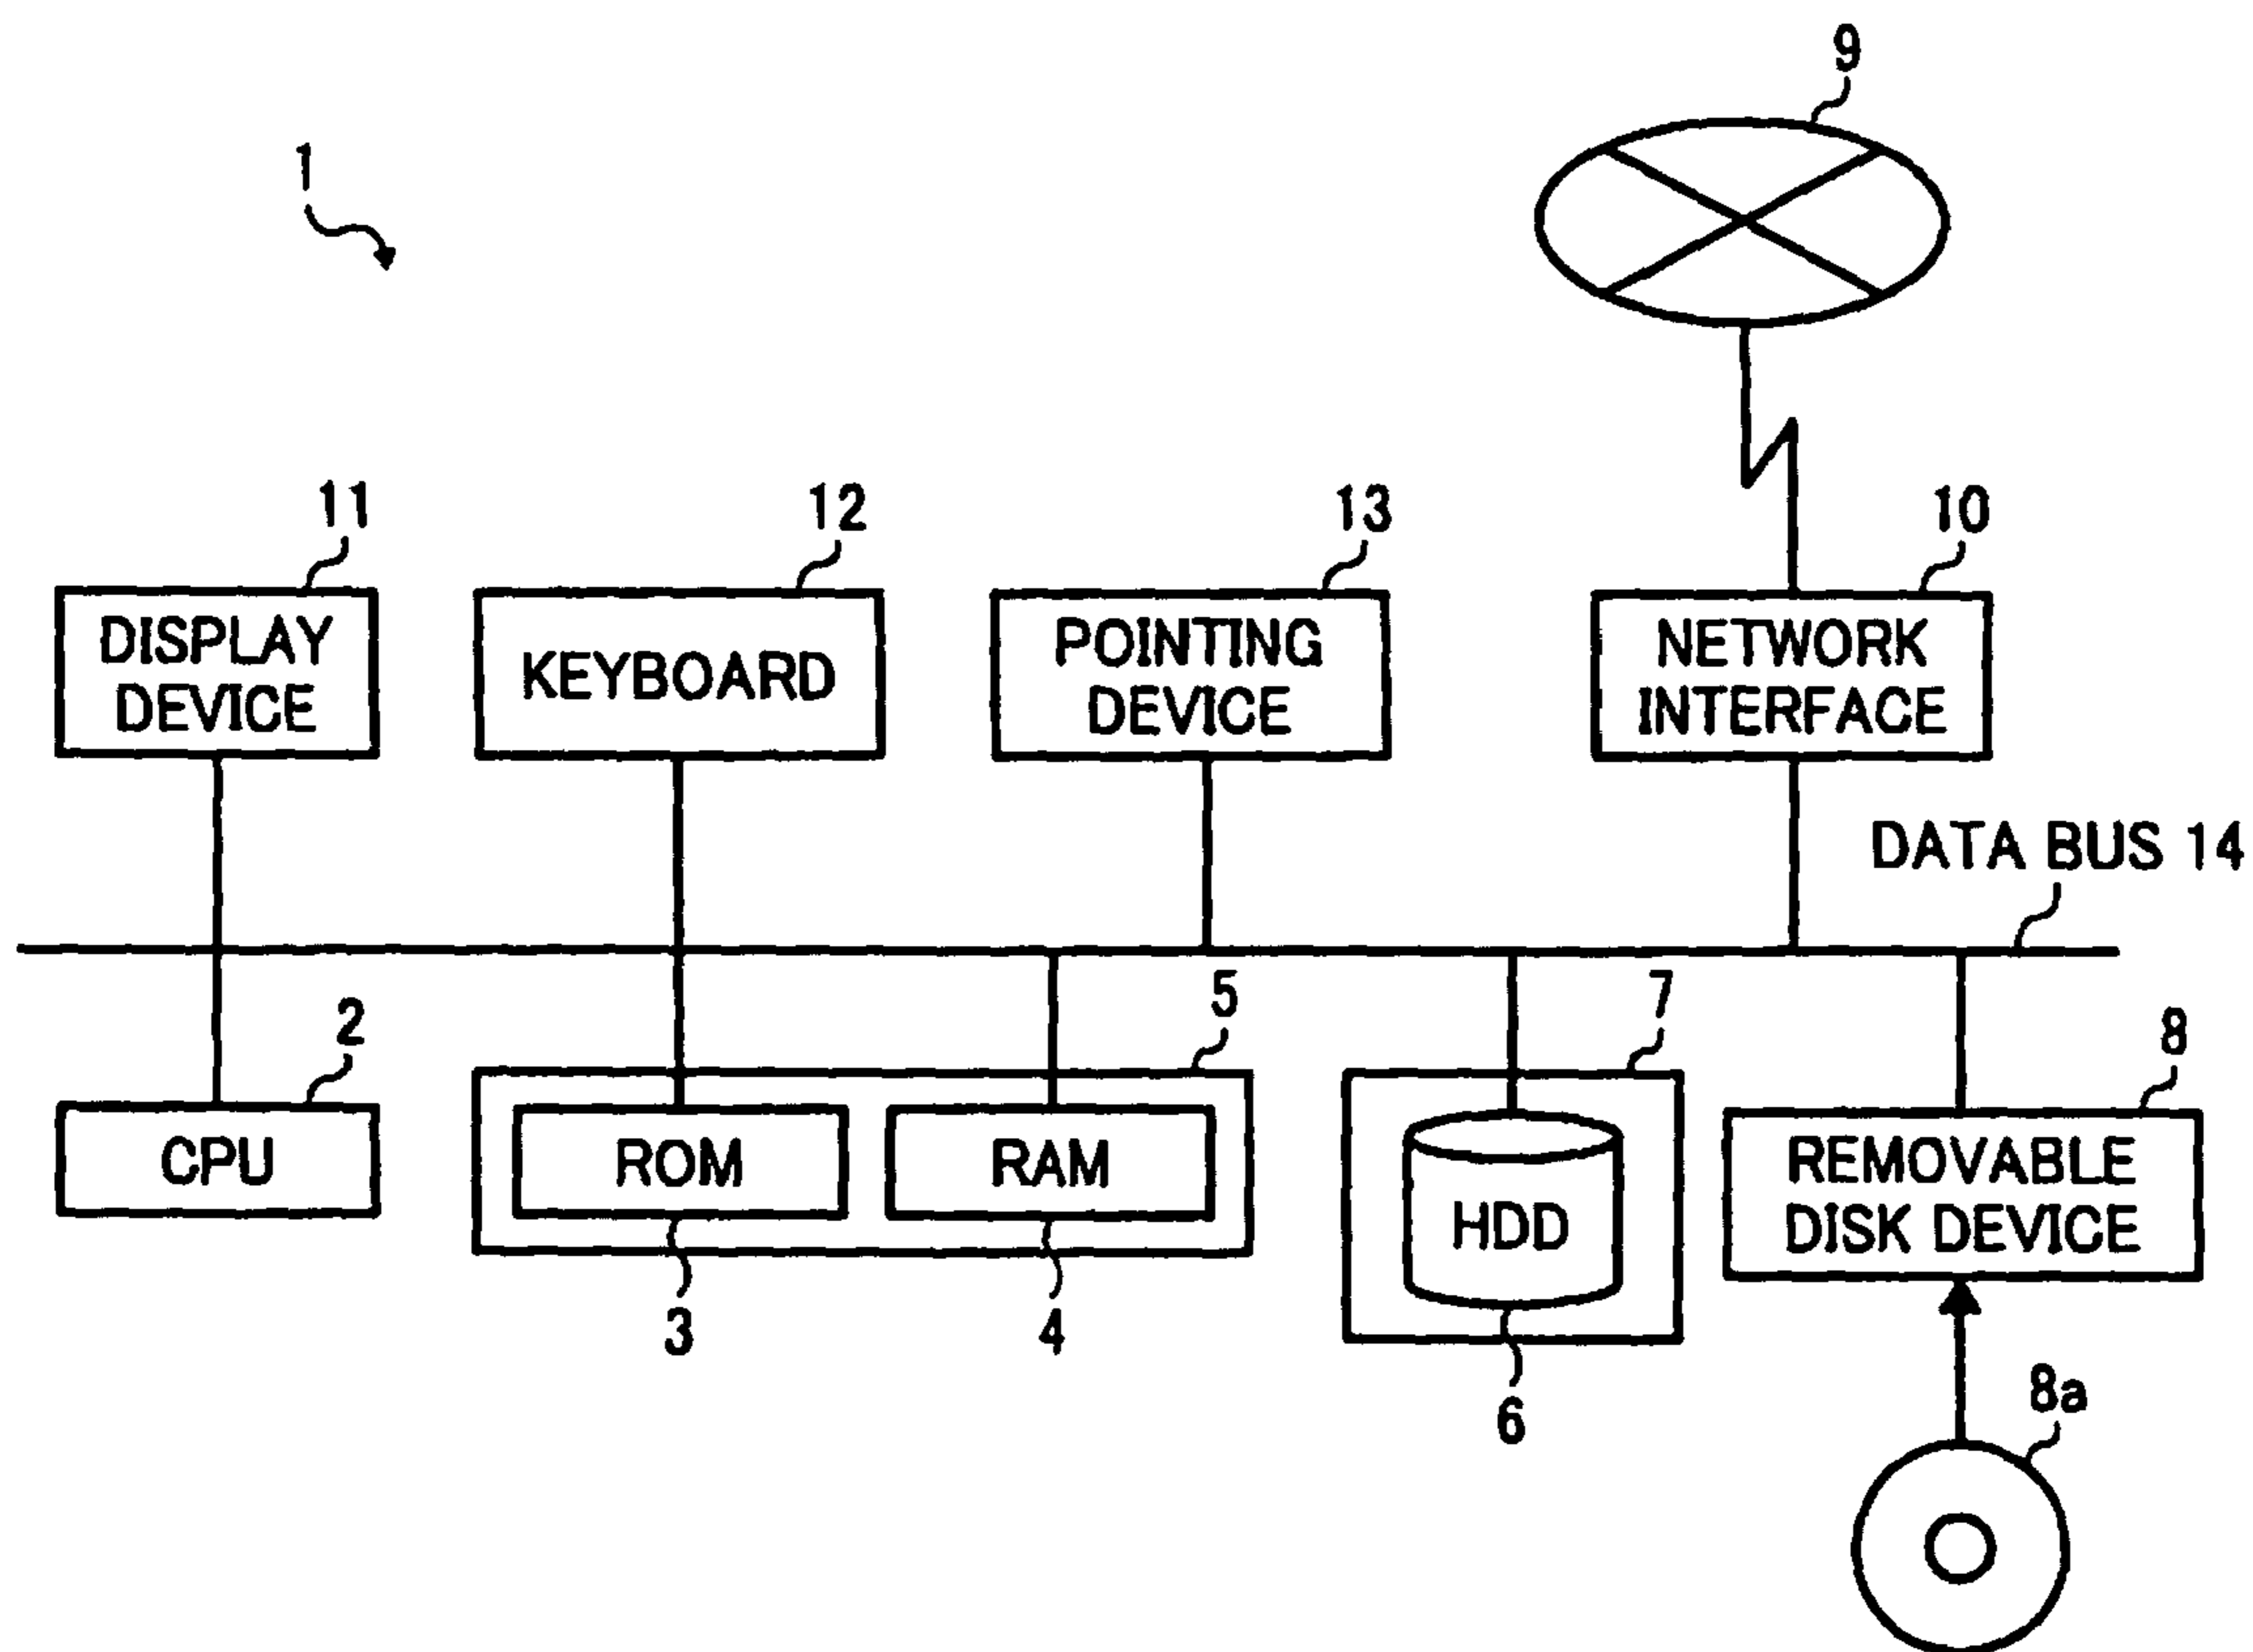 9
1
11
12
13
10
DISPLAY
DEVICE
KEYBOARD
POINTING
DEVICE
NETWORK
INTERFACE
DATA BUS 14
2
5
7
8
CPU
ROM
RAM
HDD
REMOVABLE
DISK DEVICE
3
4
6
8a